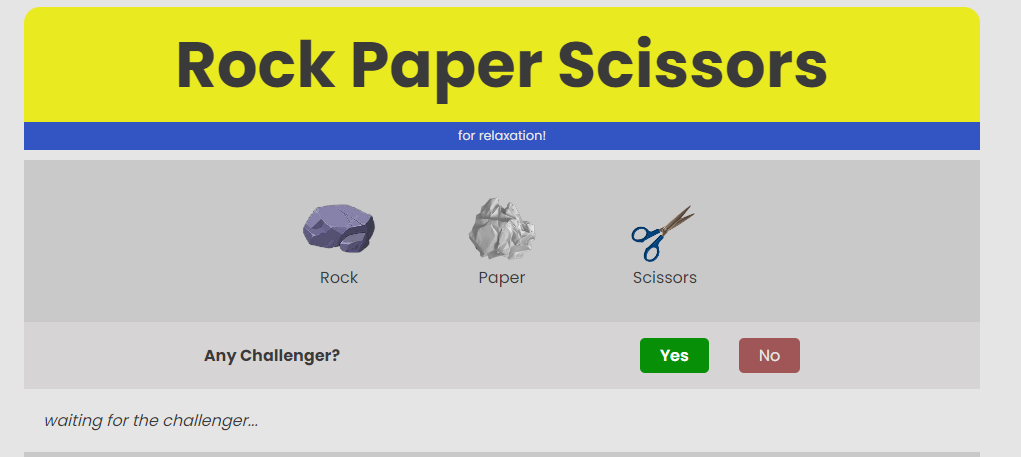 Rock Paper Scissors
for relaxation!
Rock Paper Scissors
Any Challenger? Yes No
waiting for the challenger...